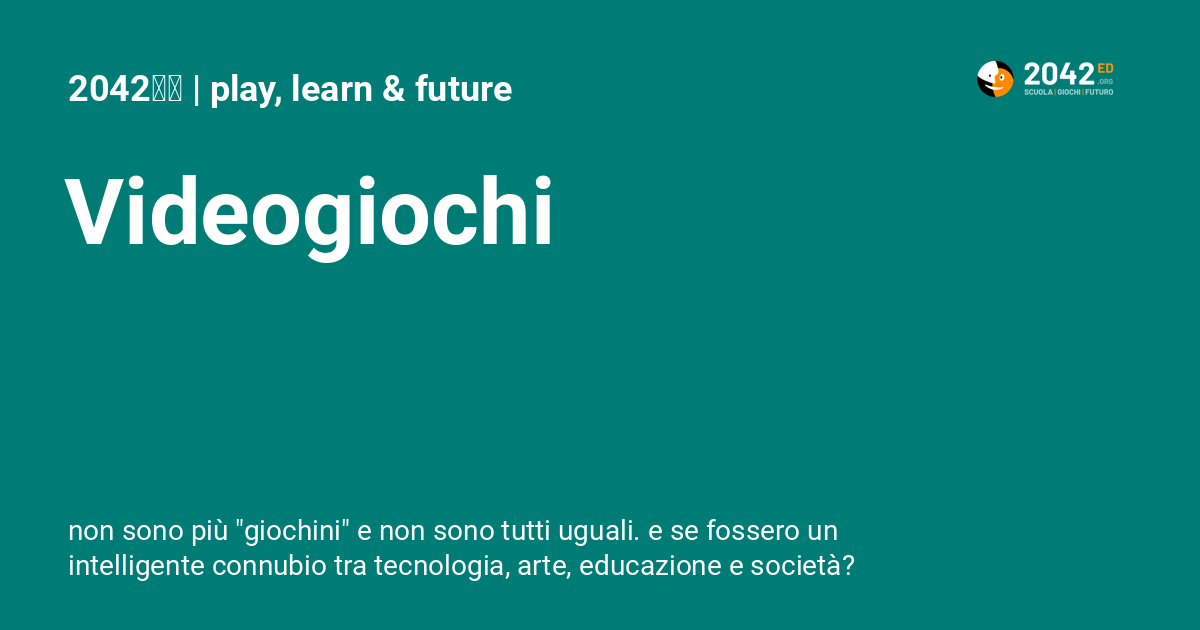 2042 | play, learn & future
2042 ED
.ORG
SCUOLA | GIOCHI | FUTURO
Videogiochi
non sono più "giochini" e non sono tutti uguali. e se fossero un
intelligente connubio tra tecnologia, arte, educazione e società?